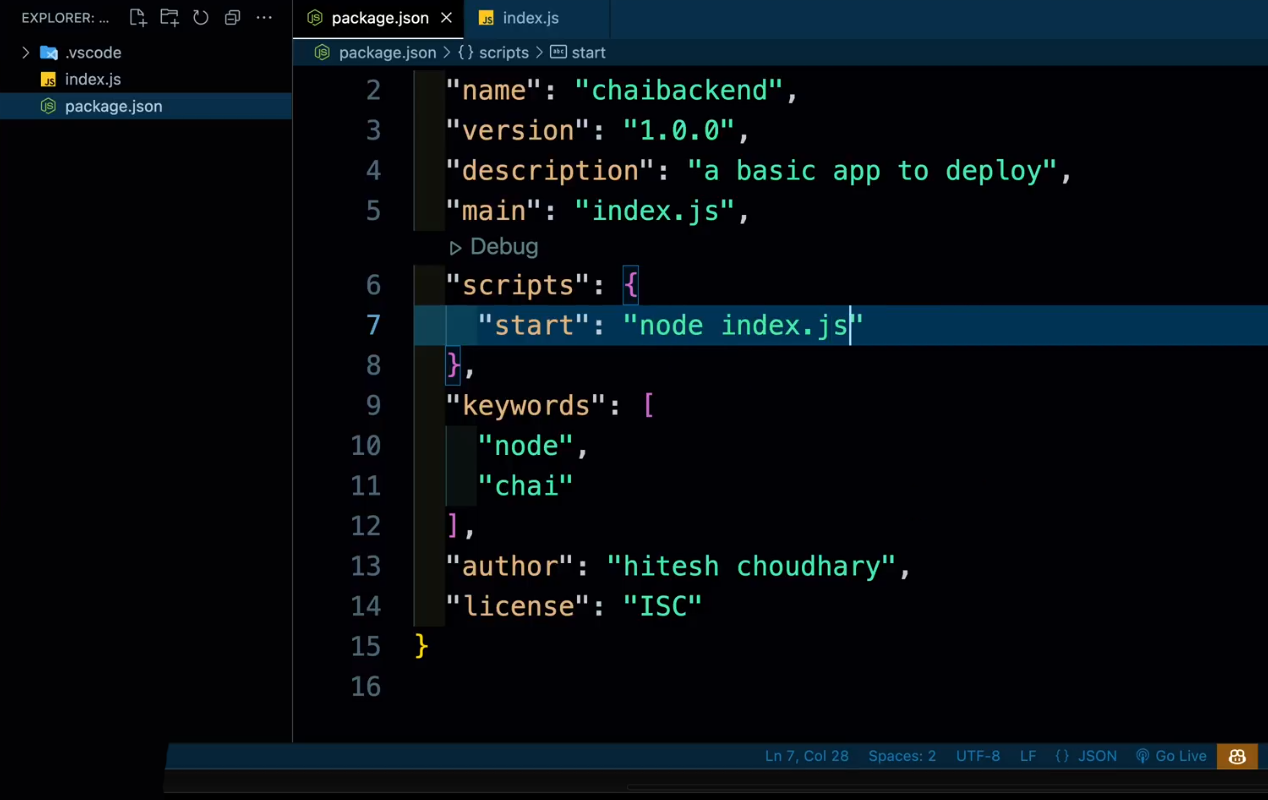 EXPLORER: ...
package.json
index.js
.vscode
index.js
package.json
package.json > {} scripts > abc start
2 "name": "chaibackend",
3 "version": "1.0.0",
4 "description": "a basic app to deploy",
5 "main": "index.js",
Debug
6 "scripts": {
7 "start": "node index.js"
8 },
9 "keywords": [
10 "node",
11 "chai"
12 ],
13 "author": "hitesh choudhary",
14 "license": "ISC"
15 }
16
Ln 7, Col 28 Spaces: 2 UTF-8 LF {} JSON Go Live